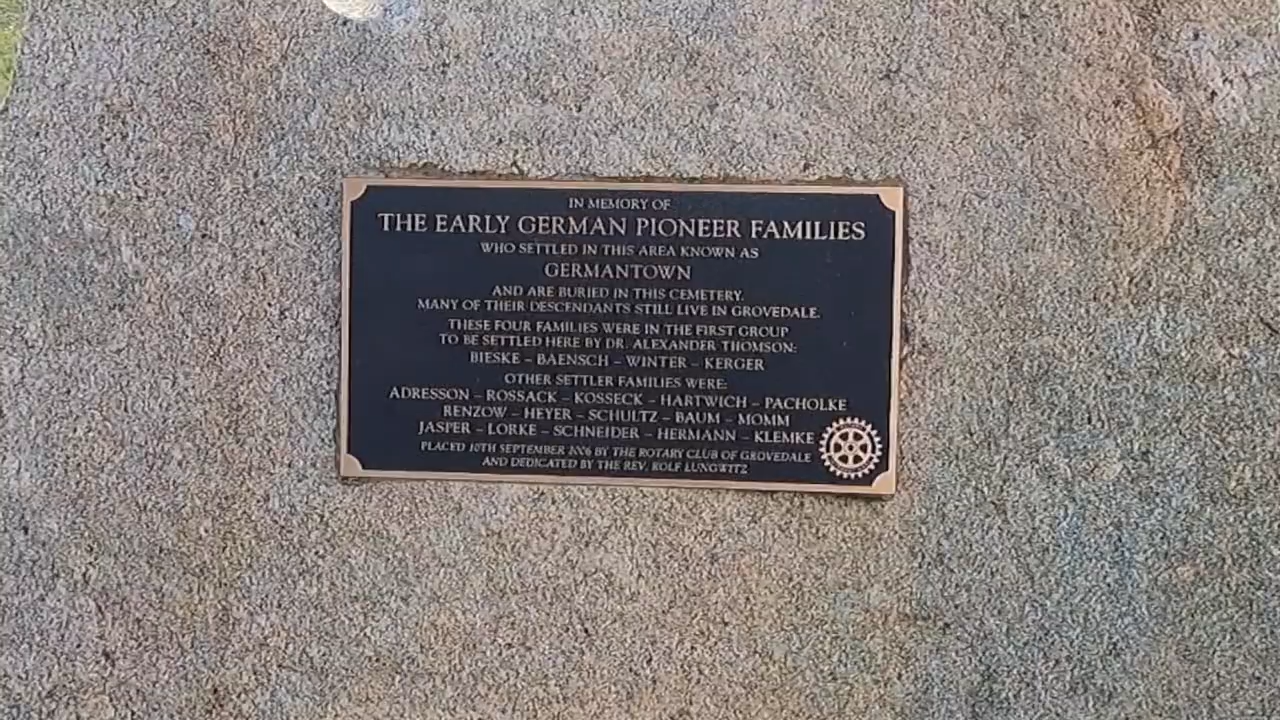 IN MEMORY OF
THE EARLY GERMAN PIONEER FAMILIES
WHO SETTLED IN THIS AREA KNOWN AS
GERMANTOWN
AND ARE BURIED IN THIS CEMETERY.
MANY OF THEIR DESCENDANTS STILL LIVE IN GROVEDALE.
THESE FOUR FAMILIES WERE IN THE FIRST GROUP
TO BE SETTLED HERE BY DR. ALEXANDER THOMSON:
BIESKE – BAENSCH – WINTER – KERGER
OTHER SETTLER FAMILIES WERE:
ADRESSON – ROSSACK – KOSSECK – HARTWICH – PACHOLKE
RENZOW – HEYER – SCHULTZ – BAUM – MOMM
JASPER – LORKE – SCHNEIDER – HERMANN – KLEMKE
PLACED 10TH SEPTEMBER 2006 BY THE ROTARY CLUB OF GROVEDALE
AND DEDICATED BY THE REV. ROLF LUNGWITZ